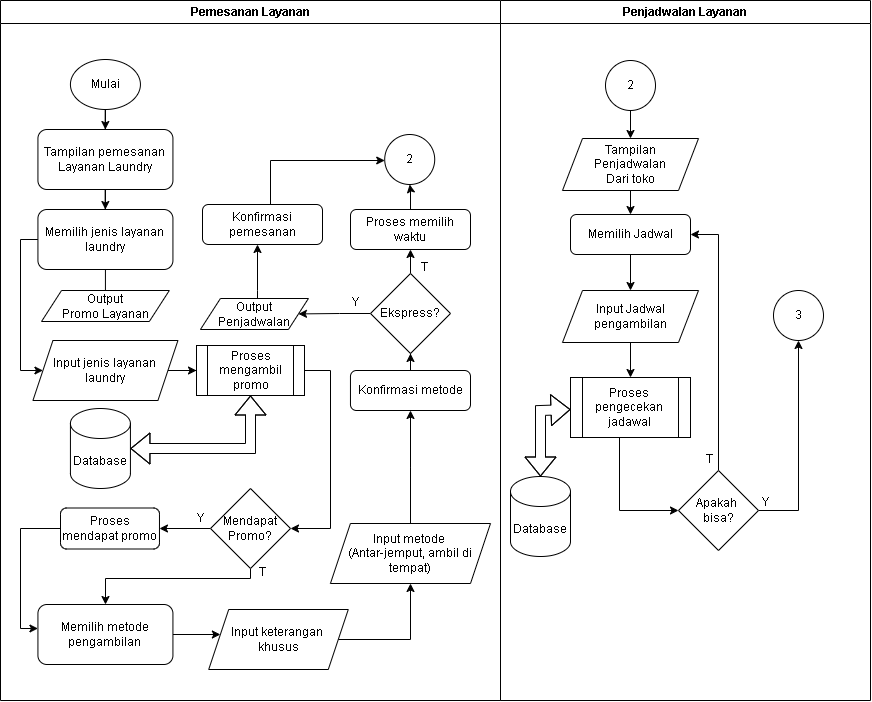 Pemesanan Layanan
Mulai
Tampilan pemesanan
Layanan Laundry
Memilih jenis layanan
laundry
Output
Promo Layanan
Input jenis layanan
laundry
Proses
mengambil
promo
Database
Mendapat
Promo?
Y
T
Proses
mendapat promo
Memilih metode
pengambilan
Input keterangan
khusus
Input metode
(Antar-jemput, ambil di
tempat)
Konfirmasi metode
Ekspress?
Y
T
Output
Penjadwalan
Konfirmasi
pemesanan
Proses memilih
waktu
2
Penjadwalan Layanan
2
Tampilan
Penjadwalan
Dari toko
Memilih Jadwal
Input Jadwal
pengambilan
Proses
pengecekan
jadawal
Database
Apakah
bisa?
T
Y
3